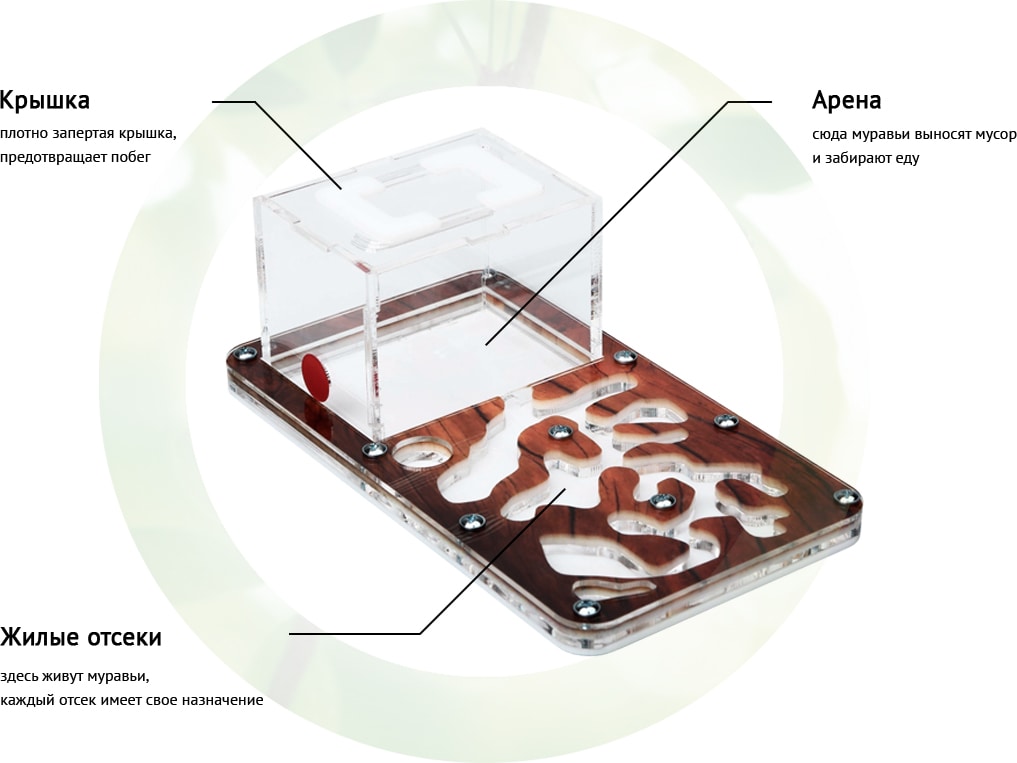 Крышка
плотно запертая крышка,
предотвращает побег
Арена
сюда муравьи выносят мусор
и забирают еду
Жилые отсеки
здесь живут муравьи,
каждый отсек имеет свое назначение